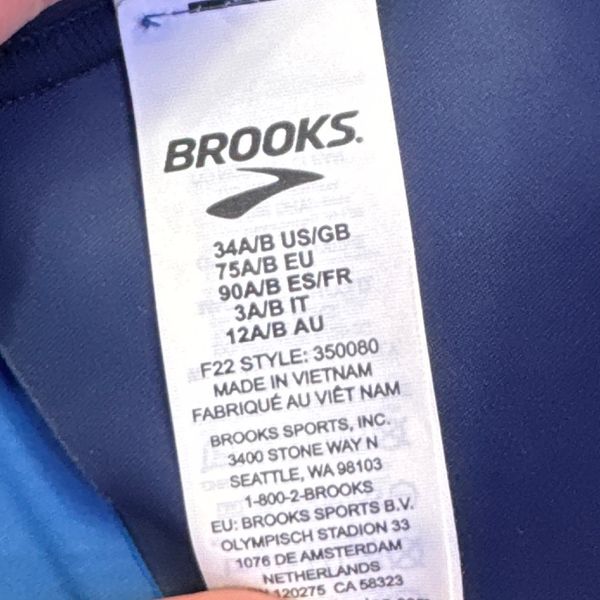 BROOKS.
34A/B US/GB
75A/B EU
90A/B ES/FR
3A/B IT
12A/B AU
F22 STYLE: 350080
MADE IN VIETNAM
FABRIQUÉ AU VIÊT NAM
BROOKS SPORTS, INC.
3400 STONE WAY N
SEATTLE, WA 98103
1-800-2-BROOKS
EU: BROOKS SPORTS B.V.
OLYMPISCH STADION 33
1076 DE AMSTERDAM
NETHERLANDS
120275 CA 58323